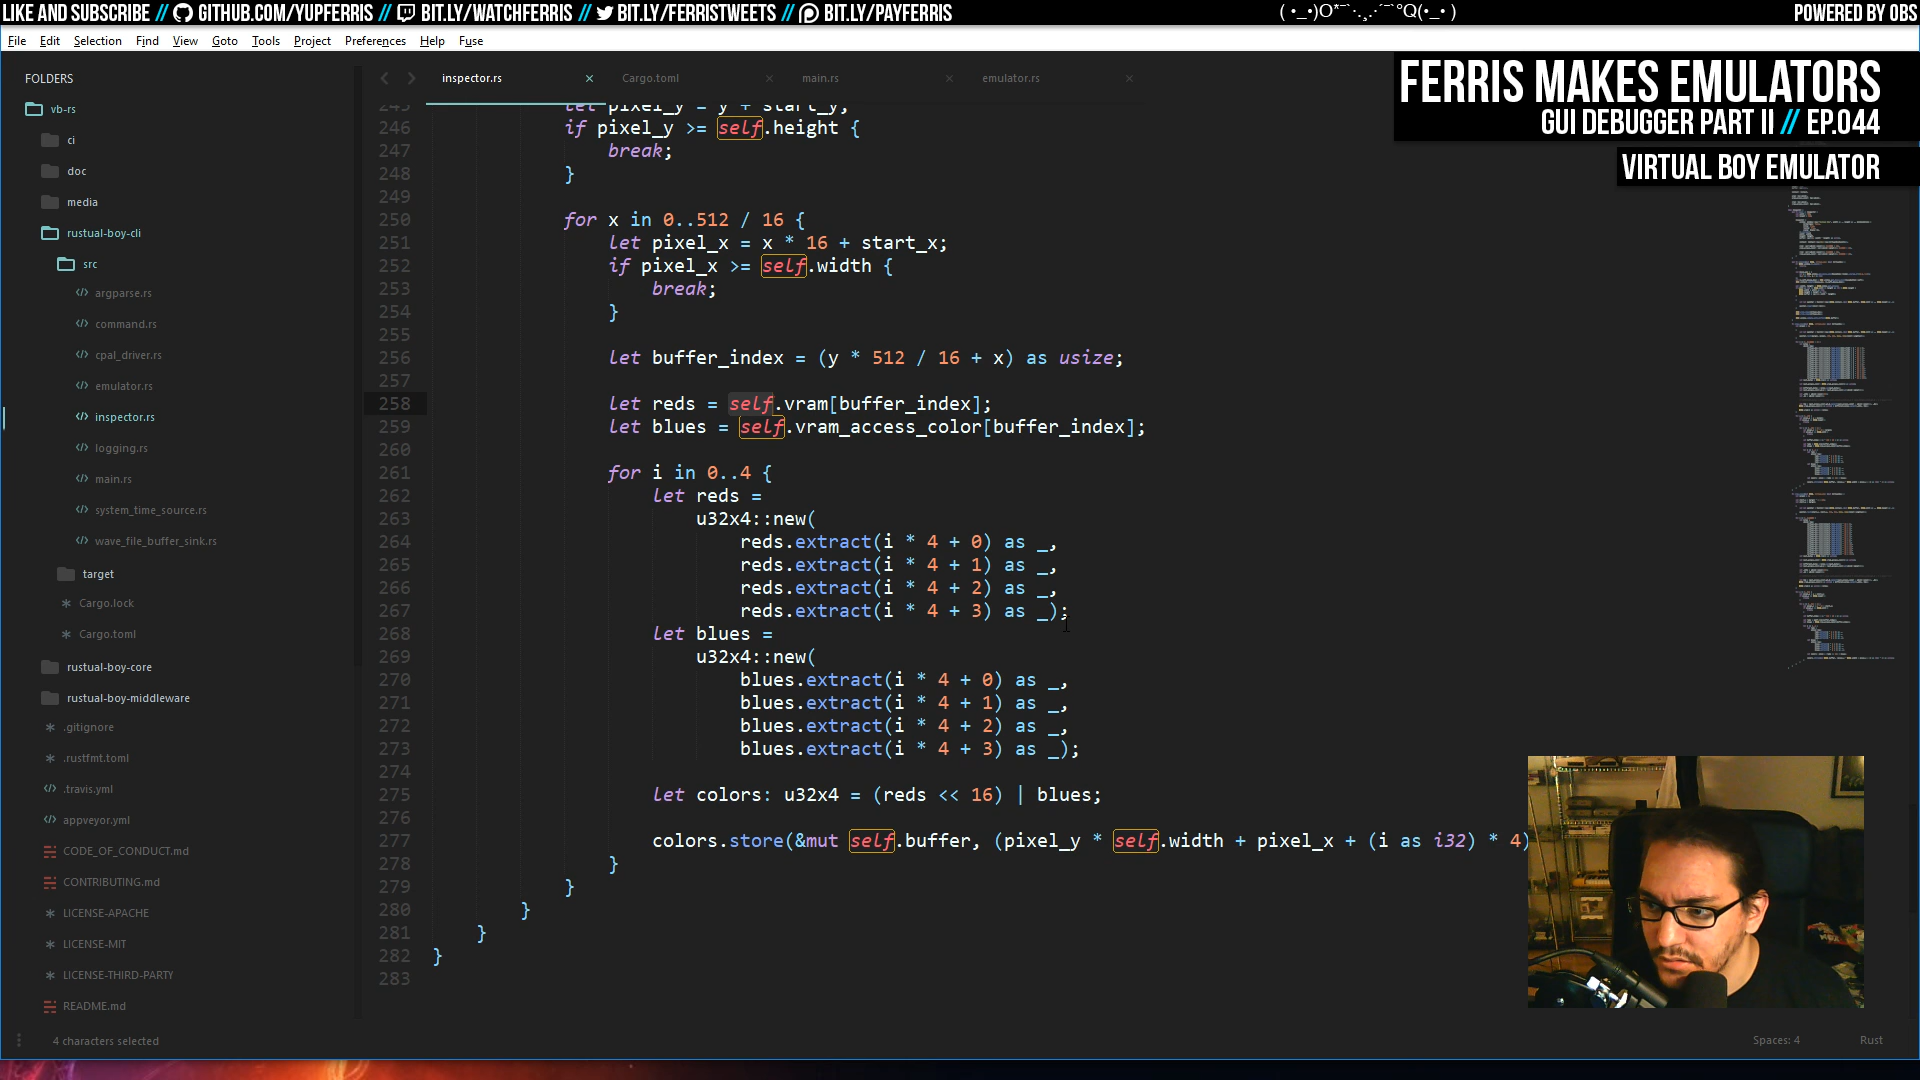 LIKE AND SUBSCRIBE // GITHUB.COM/YUPFERRIS // BIT.LY/WATCHFERRIS // BIT.LY/FERRISTWEETS // BIT.LY/PAYFERRIS
( •_•)O*¯`·.¸.·´¯`°Q(•_• )
POWERED BY OBS
File Edit Selection Find View Goto Tools Project Preferences Help Fuse
FERRIS MAKES EMULATORS
GUI DEBUGGER PART II // EP.044
VIRTUAL BOY EMULATOR
FOLDERS
vb-rs
ci
doc
media
rustual-boy-cli
src
argparse.rs
command.rs
cpal_driver.rs
emulator.rs
inspector.rs
logging.rs
main.rs
system_time_source.rs
wave_file_buffer_sink.rs
target
Cargo.lock
Cargo.toml
rustual-boy-core
rustual-boy-middleware
.gitignore
.rustfmt.toml
.travis.yml
appveyor.yml
CODE_OF_CONDUCT.md
CONTRIBUTING.md
LICENSE-APACHE
LICENSE-MIT
LICENSE-THIRD-PARTY
README.md
inspector.rs × Cargo.toml × main.rs × emulator.rs ×
245 let pixel_y = y + start_y;
246 if pixel_y >= self.height {
247 break;
248 }
249
250 for x in 0..512 / 16 {
251 let pixel_x = x * 16 + start_x;
252 if pixel_x >= self.width {
253 break;
254 }
255
256 let buffer_index = (y * 512 / 16 + x) as usize;
257
258 let reds = self.vram[buffer_index];
259 let blues = self.vram_access_color[buffer_index];
260
261 for i in 0..4 {
262 let reds =
263 u32x4::new(
264 reds.extract(i * 4 + 0) as _,
265 reds.extract(i * 4 + 1) as _,
266 reds.extract(i * 4 + 2) as _,
267 reds.extract(i * 4 + 3) as _);
268 let blues =
269 u32x4::new(
270 blues.extract(i * 4 + 0) as _,
271 blues.extract(i * 4 + 1) as _,
272 blues.extract(i * 4 + 2) as _,
273 blues.extract(i * 4 + 3) as _);
274
275 let colors: u32x4 = (reds << 16) | blues;
276
277 colors.store(&mut self.buffer, (pixel_y * self.width + pixel_x + (i as i32) * 4)
278 }
279 }
280 }
281 }
282 }
283
4 characters selected
Spaces: 4
Rust